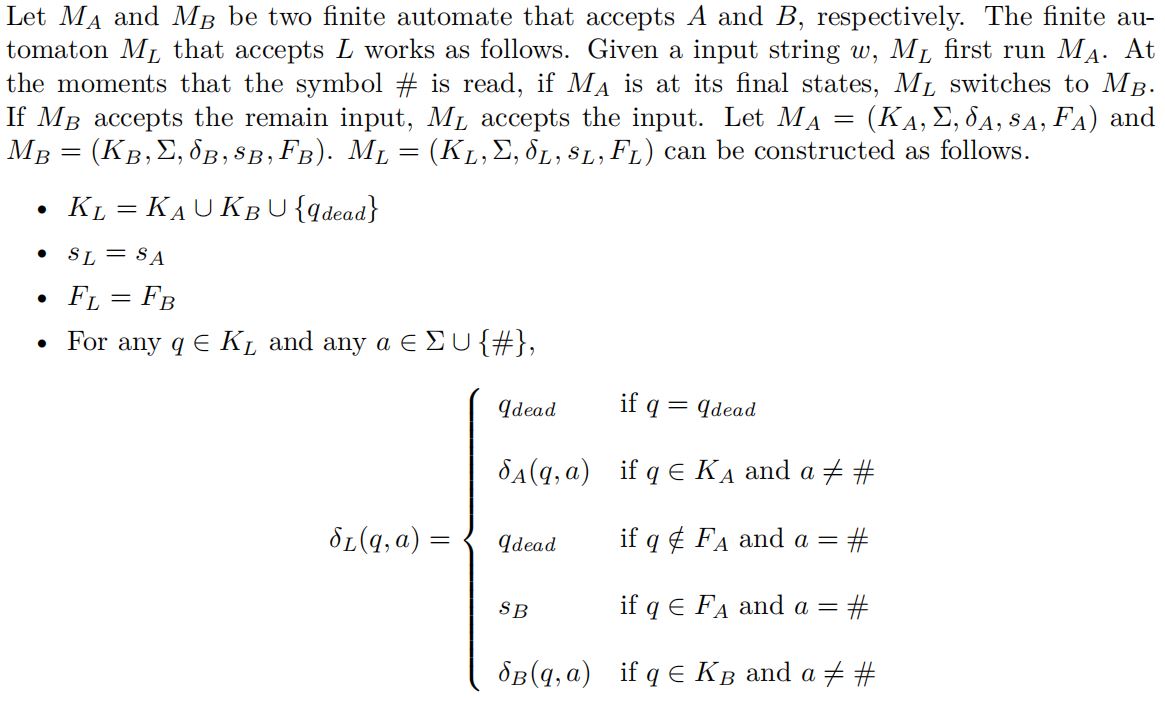 Let M_A and M_B be two finite automate that accepts A and B, respectively. The finite au-
tomaton M_L that accepts L works as follows. Given a input string w, M_L first run M_A. At
the moments that the symbol # is read, if M_A is at its final states, M_L switches to M_B.
If M_B accepts the remain input, M_L accepts the input. Let M_A = (K_A, Σ, δ_A, s_A, F_A) and
M_B = (K_B, Σ, δ_B, s_B, F_B). M_L = (K_L, Σ, δ_L, s_L, F_L) can be constructed as follows.
• K_L = K_A ∪ K_B ∪ {q_dead}
• s_L = s_A
• F_L = F_B
• For any q ∈ K_L and any a ∈ Σ ∪ {#},
δ_L(q, a) = {
q_dead if q = q_dead
δ_A(q, a) if q ∈ K_A and a ≠ #
q_dead if q ∉ F_A and a = #
s_B if q ∈ F_A and a = #
δ_B(q, a) if q ∈ K_B and a ≠ #